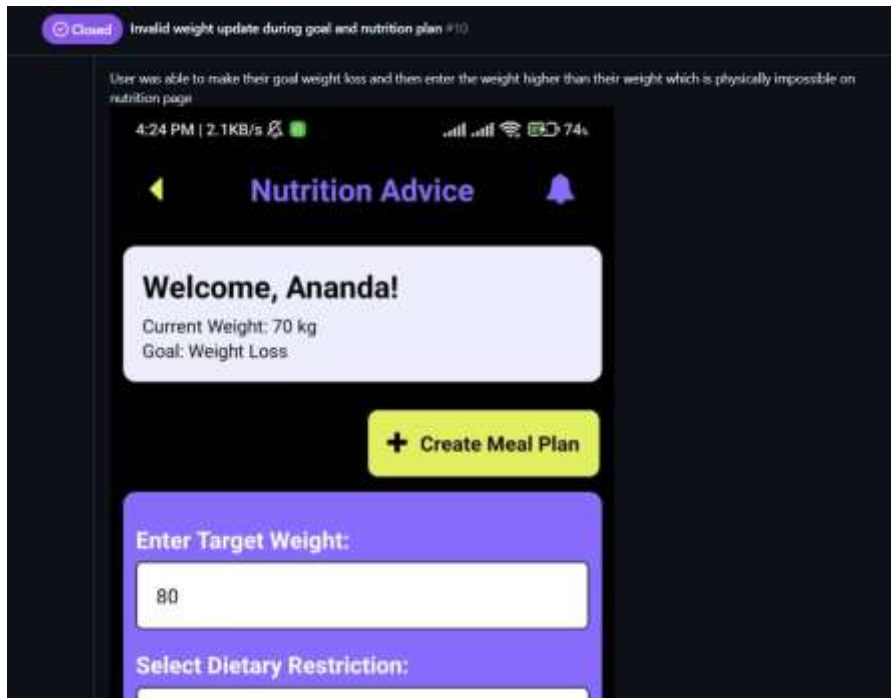 Closed Invalid weight update during goal and nutrition plan #10
User was able to make their goal weight loss and then enter the weight higher than their weight which is physically impossible on
nutrition page
4:24 PM | 2.1KB/s 74%
Nutrition Advice
Welcome, Ananda!
Current Weight: 70 kg
Goal: Weight Loss
+ Create Meal Plan
Enter Target Weight:
80
Select Dietary Restriction: